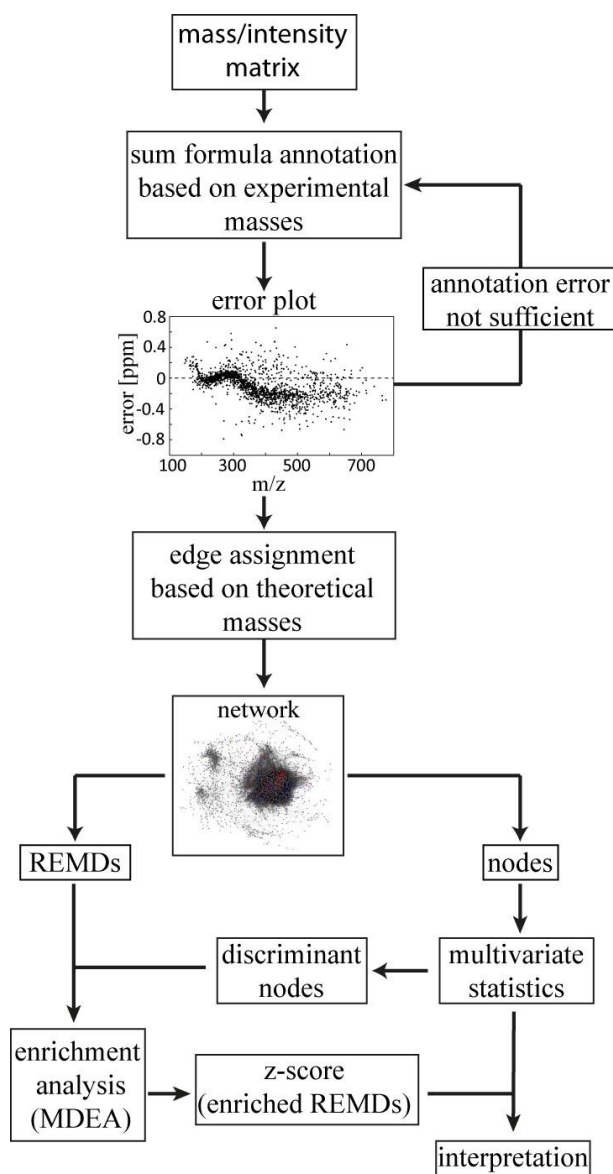 mass/intensity
matrix
sum formula annotation
based on experimental
masses
annotation error
not sufficient
error plot
error [ppm]
0.8
0.4
0
-0.4
-0.8
100 300 500 700
m/z
edge assignment
based on theoretical
masses
network
REMDs
nodes
discriminant
nodes
multivariate
statistics
enrichment
analysis
(MDEA)
z-score
(enriched REMDs)
interpretation